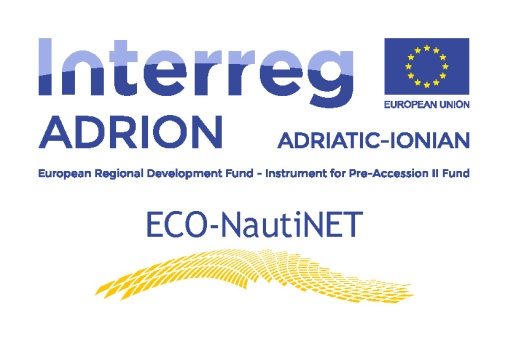 Interreg
EUROPEAN UNION
ADRION ADRIATIC-IONIAN
European Regional Development Fund - Instrument for Pre-Accession II Fund
ECO-NautiNET